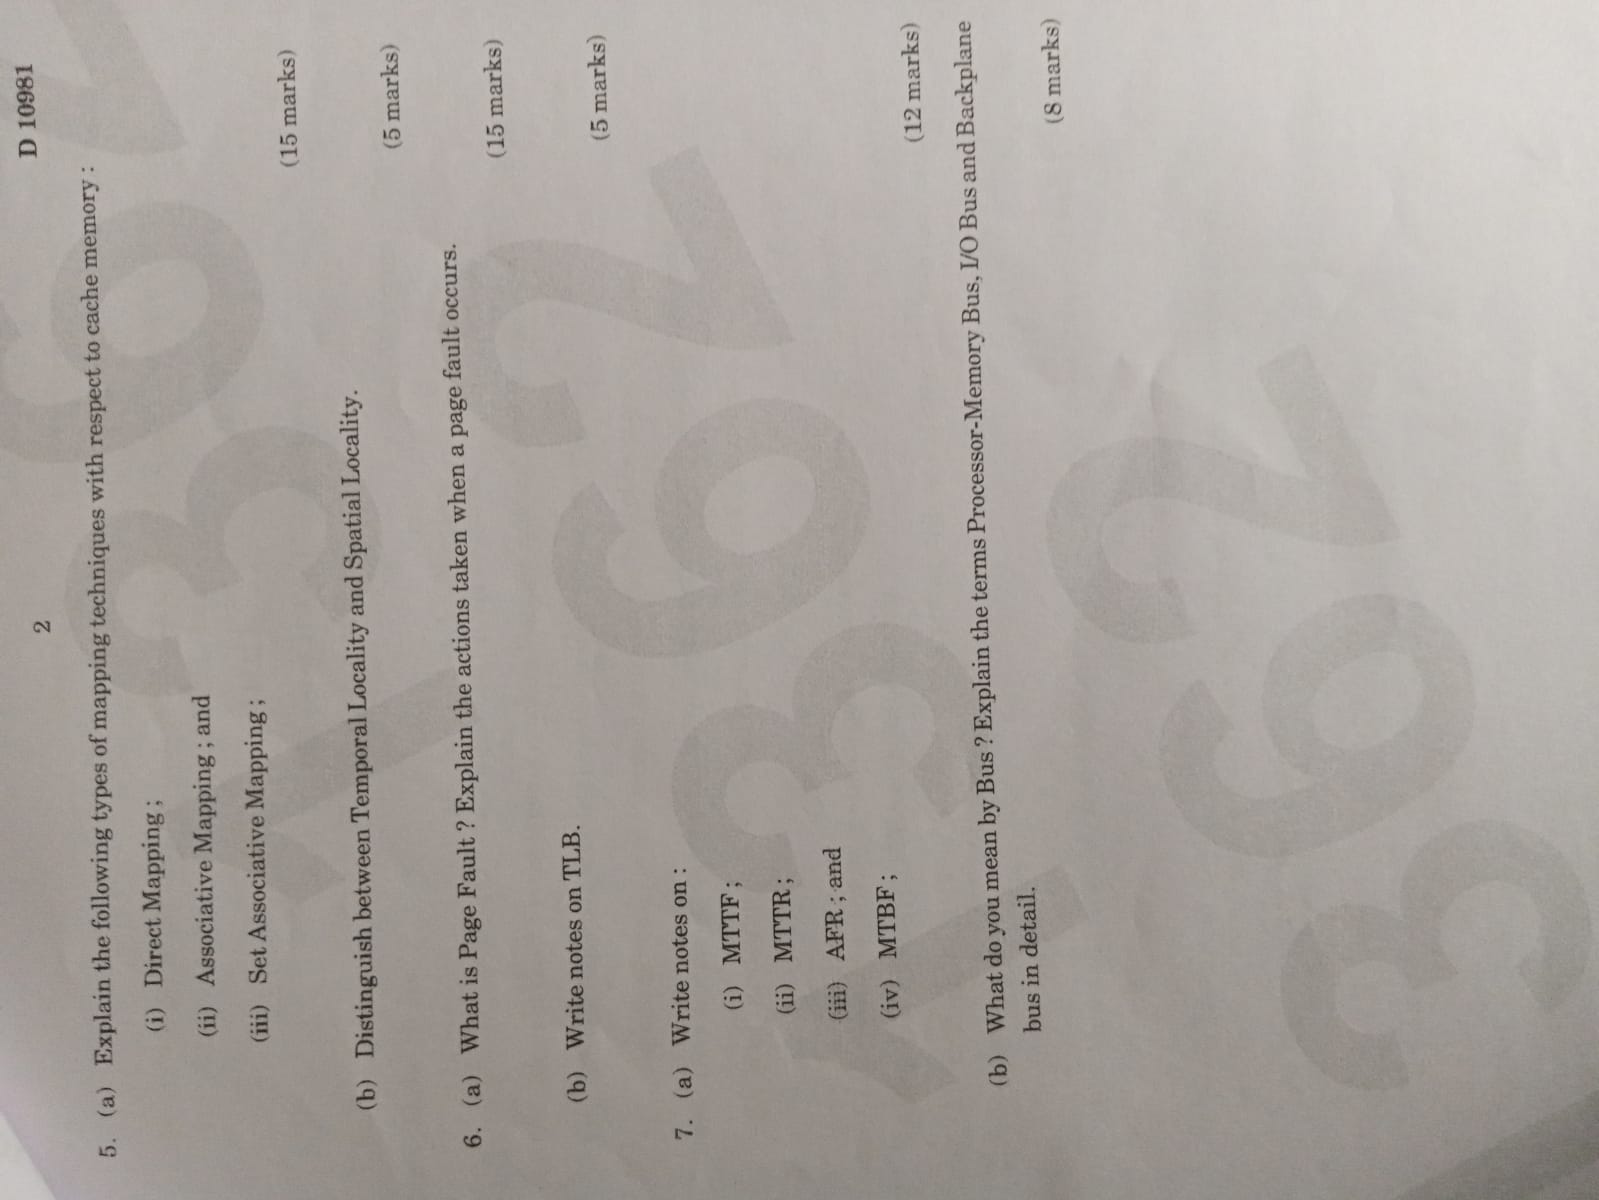 2
D 10981
5. (a) Explain the following types of mapping techniques with respect to cache memory :
(i) Direct Mapping ;
(ii) Associative Mapping ; and
(iii) Set Associative Mapping ;
(15 marks)
(b) Distinguish between Temporal Locality and Spatial Locality.
(5 marks)
6. (a) What is Page Fault ? Explain the actions taken when a page fault occurs.
(15 marks)
(b) Write notes on TLB.
(5 marks)
7. (a) Write notes on :
(i) MTTF ;
(ii) MTTR ;
(iii) AFR ; and
(iv) MTBF ;
(12 marks)
(b) What do you mean by Bus ? Explain the terms Processor-Memory Bus, I/O Bus and Backplane
bus in detail.
(8 marks)